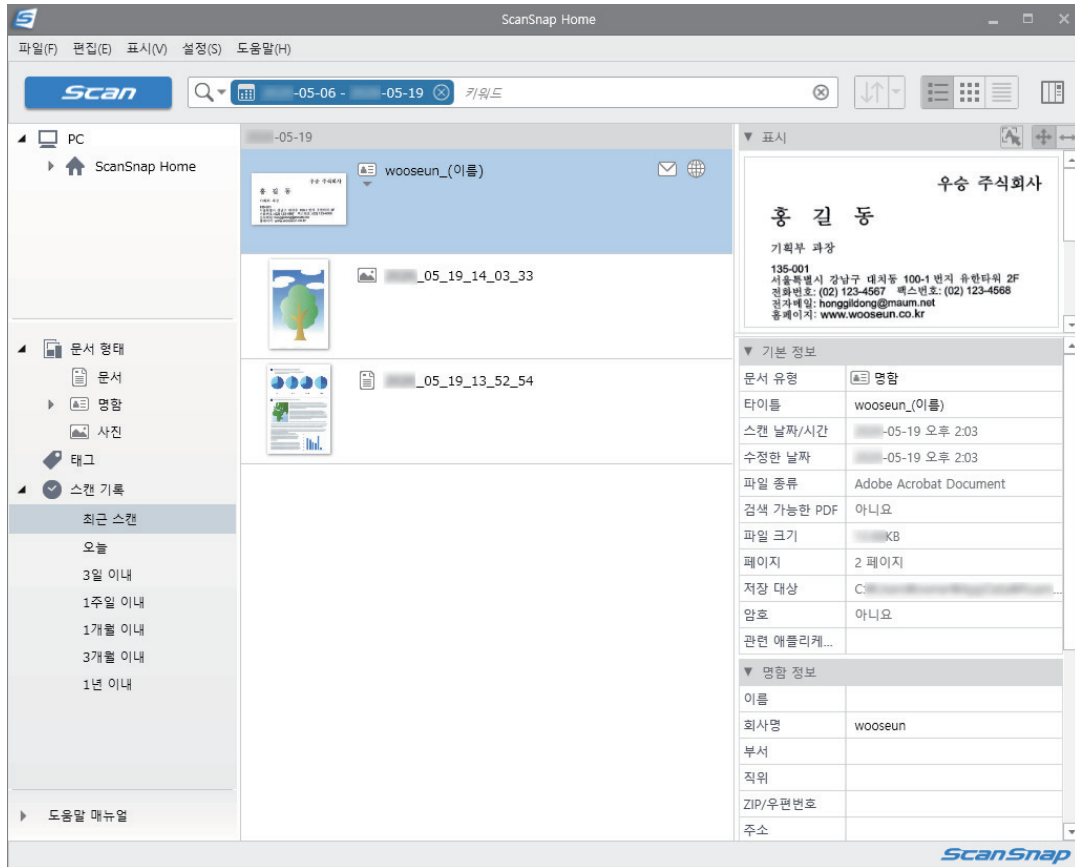 ScanSnap Home
파일(F) 편집(E) 표시(V) 설정(S) 도움말(H)
Scan
-05-06 - -05-19 키워드
PC
ScanSnap Home
문서 형태
문서
명함
사진
태그
스캔 기록
최근 스캔
오늘
3일 이내
1주일 이내
1개월 이내
3개월 이내
1년 이내
도움말 매뉴얼
-05-19
wooseun_(이름)
_05_19_14_03_33
_05_19_13_52_54
표시
우승 주식회사
홍 길 동
기획부 과장
135-001
서울특별시 강남구 대치동 100-1 번지 유한타워 2F
전화번호: (02) 123-4567 팩스번호: (02) 123-4568
전자메일: honggildong@maum.net
홈페이지: www.wooseun.co.kr
기본 정보
문서 유형 명함
타이틀 wooseun_(이름)
스캔 날짜/시간 -05-19 오후 2:03
수정한 날짜 -05-19 오후 2:03
파일 종류 Adobe Acrobat Document
검색 가능한 PDF 아니요
파일 크기 KB
페이지 2 페이지
저장 대상 C:
암호 아니요
관련 애플리케...
명함 정보
이름
회사명 wooseun
부서
직위
ZIP/우편번호
주소
ScanSnap